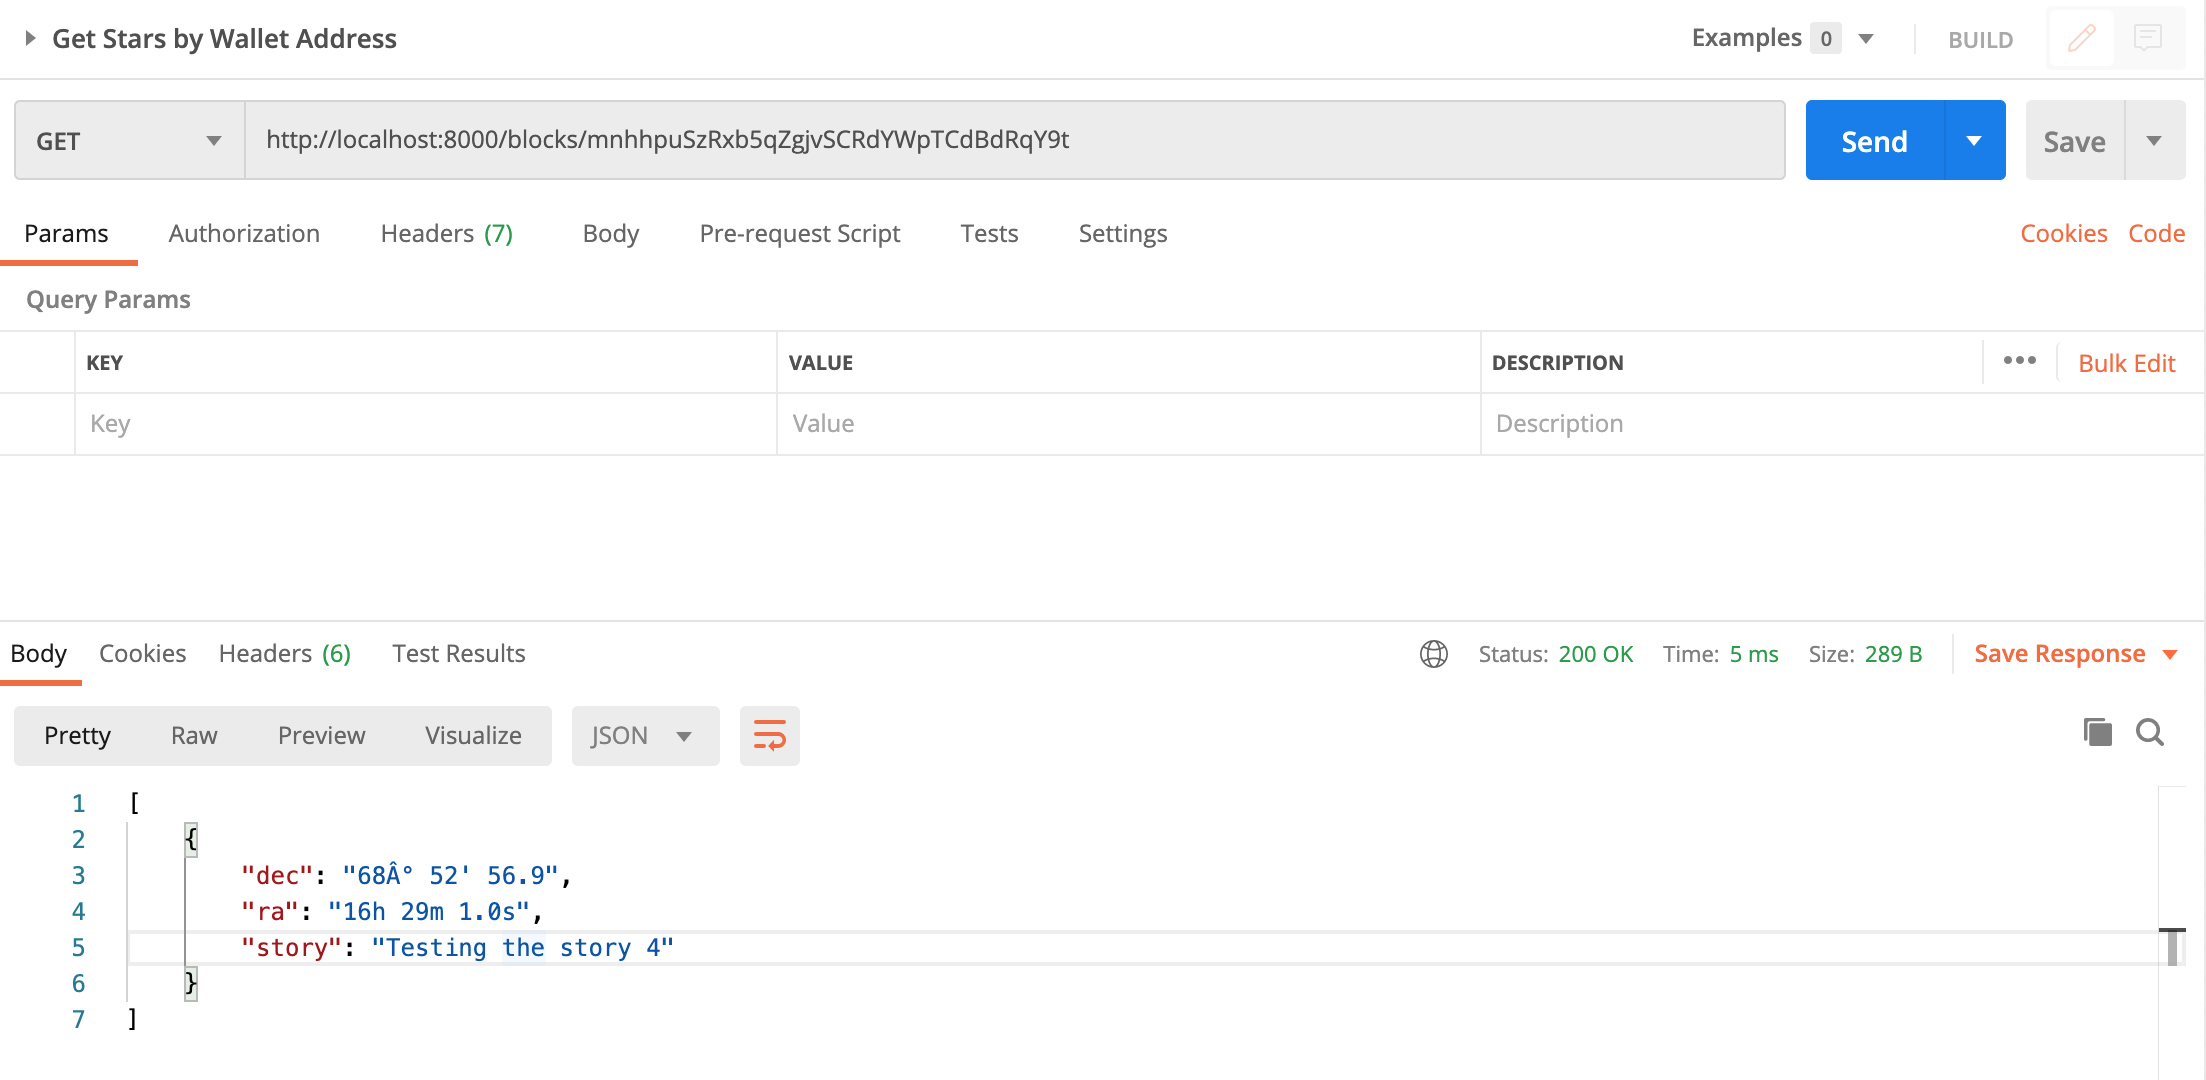 Get Stars by Wallet Address Examples 0 BUILD
GET http://localhost:8000/blocks/mnhhpuSzRxb5qZgjvSCRdYWpTCdBdRqY9t Send Save
Params Authorization Headers (7) Body Pre-request Script Tests Settings Cookies Code
Query Params
KEY VALUE DESCRIPTION ••• Bulk Edit
Key Value Description
Body Cookies Headers (6) Test Results Status: 200 OK Time: 5 ms Size: 289 B Save Response
Pretty Raw Preview Visualize JSON
1 [
2 {
3 "dec": "68Â° 52' 56.9",
4 "ra": "16h 29m 1.0s",
5 "story": "Testing the story 4"
6 }
7 ]